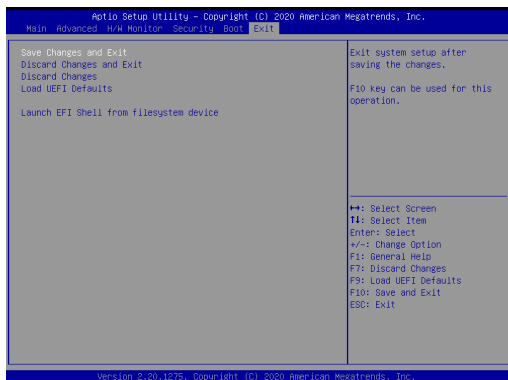 Aptio Setup Utility – Copyright (C) 2020 American Megatrends, Inc.
Main Advanced H/W Monitor Security Boot Exit
Save Changes and Exit
Discard Changes and Exit
Discard Changes
Load UEFI Defaults
Launch EFI Shell from filesystem device
Exit system setup after
saving the changes.
F10 key can be used for this
operation.
↔: Select Screen
↑↓: Select Item
Enter: Select
+/-: Change Option
F1: General Help
F7: Discard Changes
F9: Load UEFI Defaults
F10: Save and Exit
ESC: Exit
Version 2.20.1275. Copyright (C) 2020 American Megatrends, Inc.